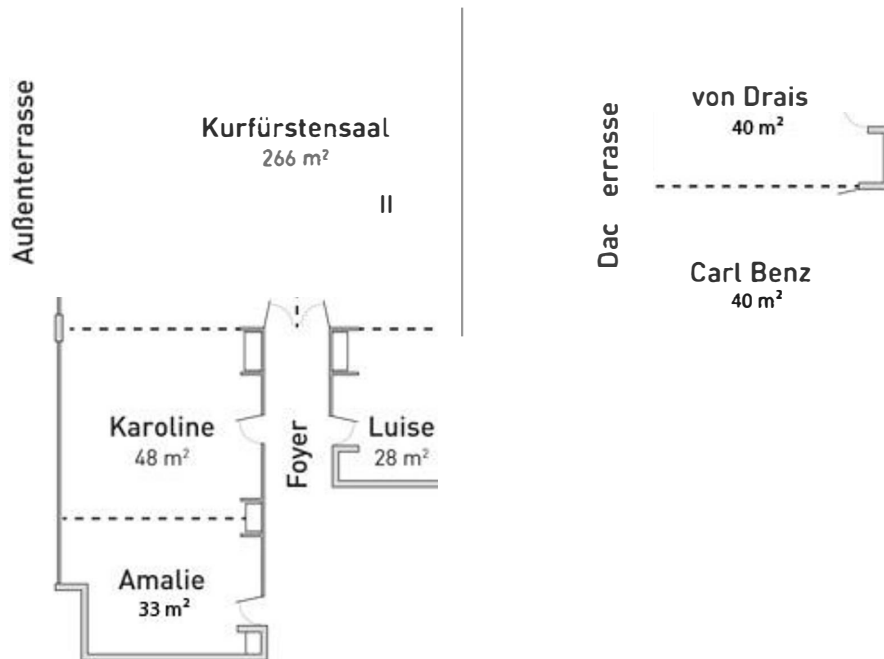 Außenterrasse
Kurfürstensaal
266 m²
II
Karoline
48 m²
Foyer
Luise
28 m²
Amalie
33 m²
Dac errasse
von Drais
40 m²
Carl Benz
40 m²